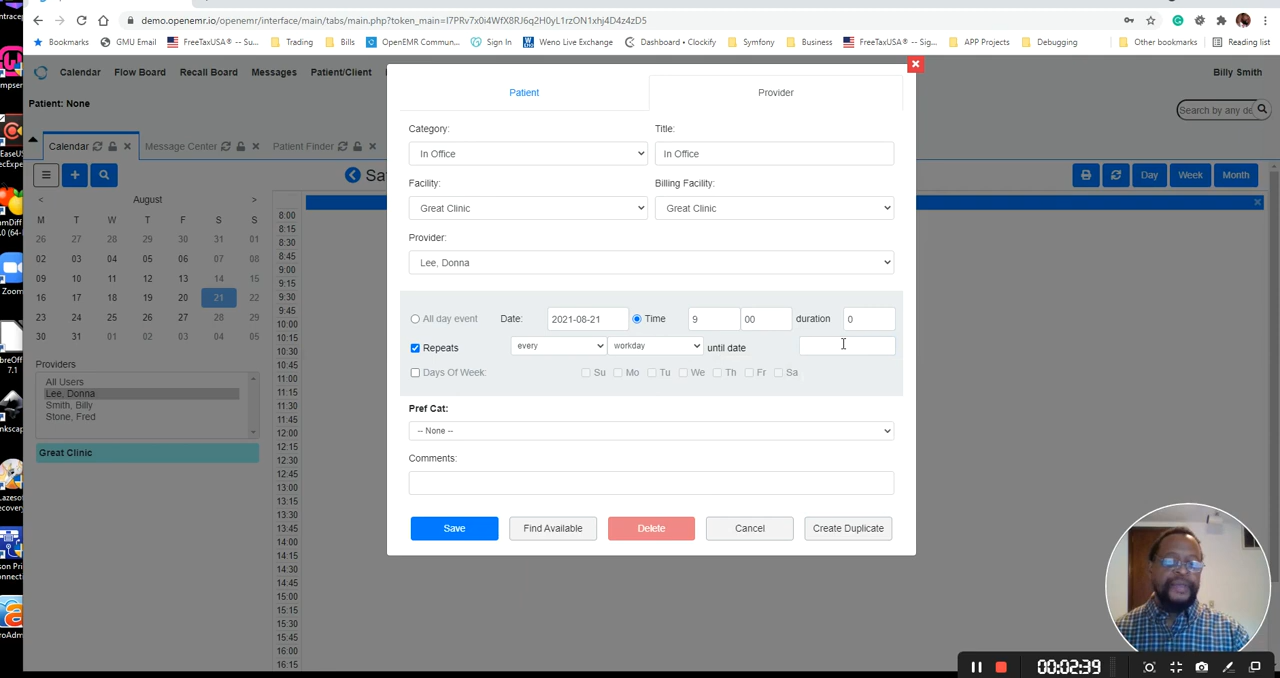 demo.openemr.io/openemr/interface/main/tabs/main.php?token_main=I7PRv7x0i4WfX8RJ6q2H0yL1rzON1xhj4D4z4zD5
Bookmarks GMU Email FreeTaxUSA® -- Su... Trading Bills OpenEMR Commun... Sign In Weno Live Exchange Dashboard • Clockify Symfony Business FreeTaxUSA® -- Sig... APP Projects Debugging Other bookmarks Reading list
Calendar Flow Board Recall Board Messages Patient/Client Billy Smith
Patient: None
Search by any de
Calendar Message Center Patient Finder
Day Week Month
August
M T W T F S S
26 27 28 29 30 31 01
02 03 04 05 06 07 08
09 10 11 12 13 14 15
16 17 18 19 20 21 22
23 24 25 26 27 28 29
30 31 01 02 03 04 05
Providers
All Users
Lee, Donna
Smith, Billy
Stone, Fred
Great Clinic
8:00
8:15
8:30
8:45
9:00
9:15
9:30
9:45
10:00
10:15
10:30
10:45
11:00
11:15
11:30
11:45
12:00
12:15
12:30
12:45
13:00
13:15
13:30
13:45
14:00
14:15
14:30
14:45
15:00
15:15
15:30
15:45
16:00
16:15
Patient Provider
Category: Title:
In Office In Office
Facility: Billing Facility:
Great Clinic Great Clinic
Provider:
Lee, Donna
All day event Date: 2021-08-21 Time 9 00 duration 0
Repeats every workday until date
Days Of Week: Su Mo Tu We Th Fr Sa
Pref Cat:
-- None --
Comments:
Save Find Available Delete Cancel Create Duplicate
Zoom
00:02:39